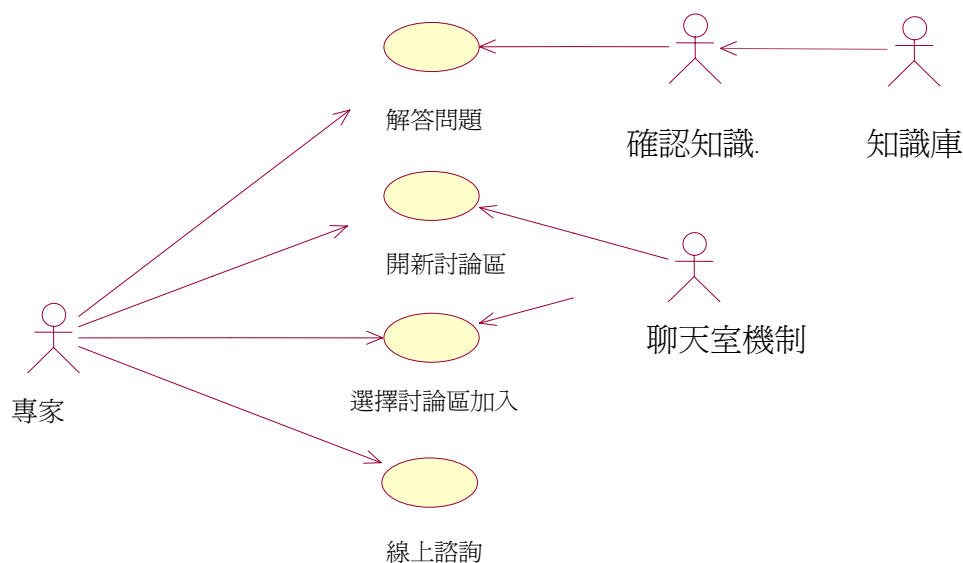 解答問題
確認知識.
知識庫
開新討論區
聊天室機制
選擇討論區加入
專家
線上諮詢